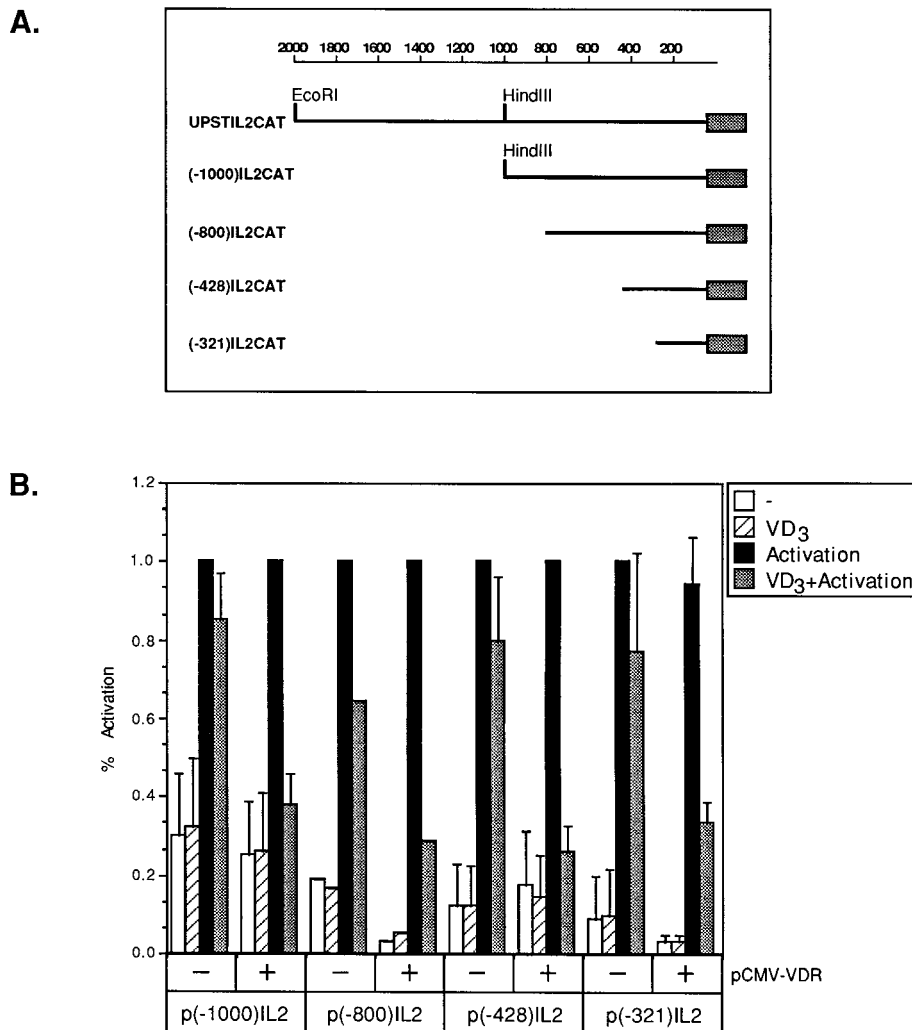 A.
2000 1800 1600 1400 1200 1000 800 600 400 200
EcoRI HindIII
UPSTIL2CAT
HindIII
(-1000)IL2CAT
(-800)IL2CAT
(-428)IL2CAT
(-321)IL2CAT
B.
1.2
1.0
0.8
0.6
0.4
0.2
0.0
% Activation
-
VD3
Activation
VD3+Activation
− + − + − + − + pCMV-VDR
p(-1000)IL2 p(-800)IL2 p(-428)IL2 p(-321)IL2